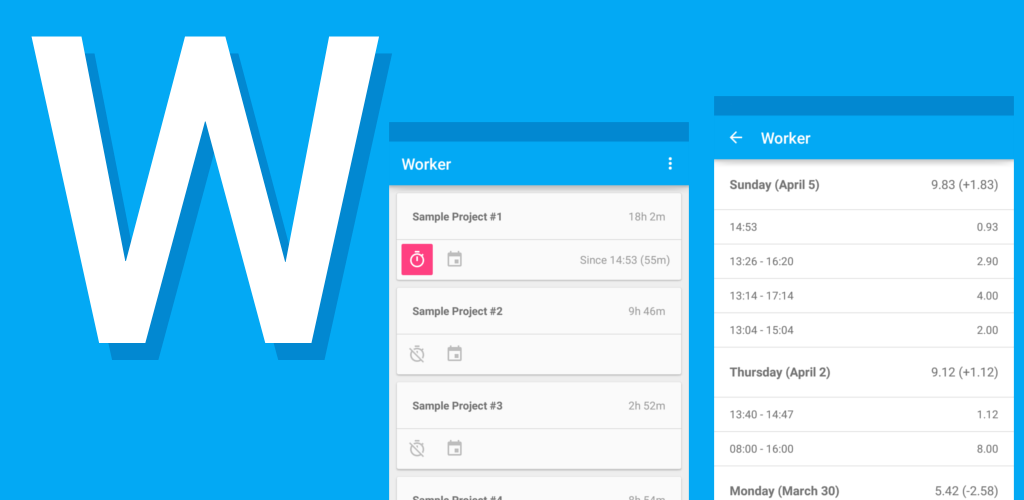 W
Worker
Sample Project #1 18h 2m
Since 14:53 (55m)
Sample Project #2 9h 46m
Sample Project #3 2h 52m
Sample Project #4 8h 54m
Worker
Sunday (April 5) 9.83 (+1.83)
14:53 0.93
13:26 - 16:20 2.90
13:14 - 17:14 4.00
13:04 - 15:04 2.00
Thursday (April 2) 9.12 (+1.12)
13:40 - 14:47 1.12
08:00 - 16:00 8.00
Monday (March 30) 5.42 (-2.58)